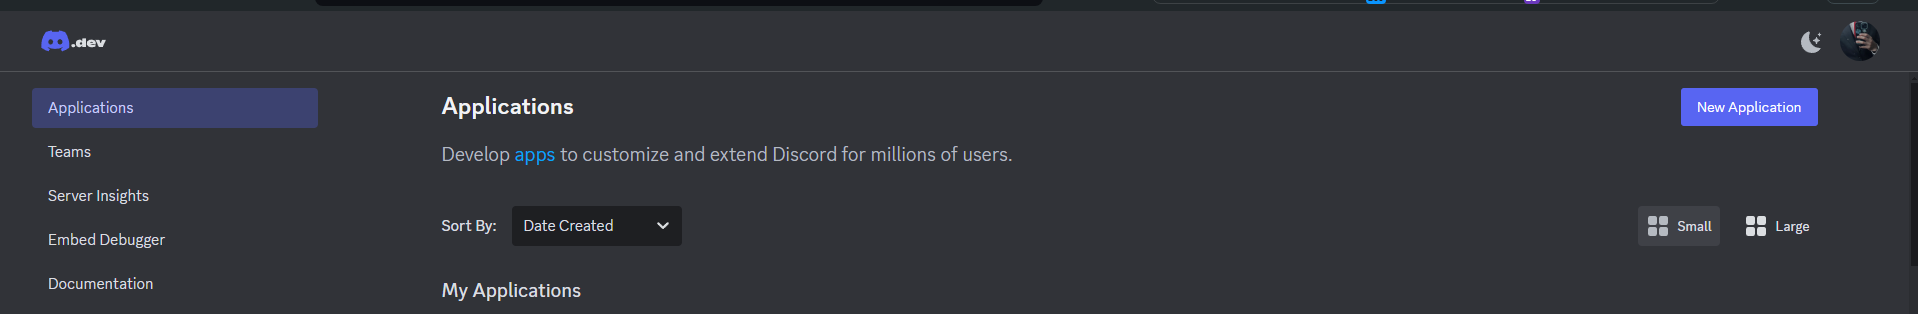 .dev
Applications
Teams
Server Insights
Embed Debugger
Documentation
Applications
New Application
Develop apps to customize and extend Discord for millions of users.
Sort By: Date Created
Small Large
My Applications